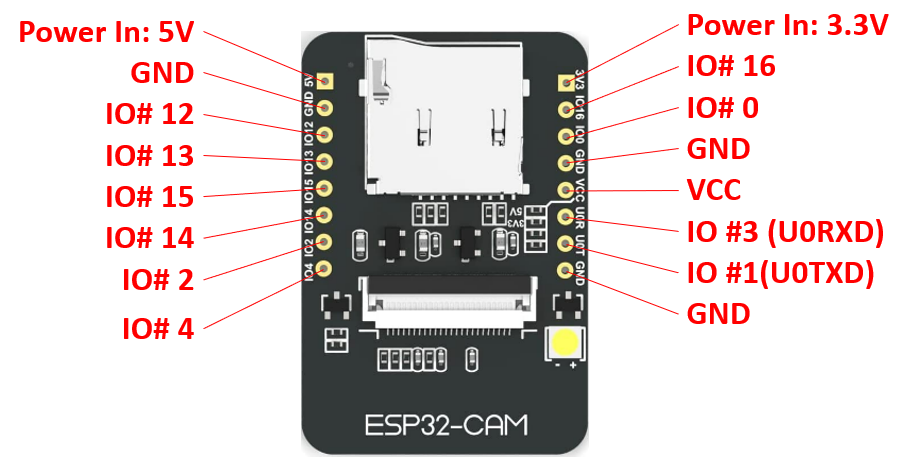 Power In: 5V
GND
IO# 12
IO# 13
IO# 15
IO# 14
IO# 2
IO# 4
Power In: 3.3V
IO# 16
IO# 0
GND
VCC
IO #3 (U0RXD)
IO #1(U0TXD)
GND
5V
GND
IO12
IO13
IO15
IO14
IO2
IO4
3V3
IO16
IO0
GND
VCC
UOR
UOT
GND
5V
3V3
- +
ESP32-CAM